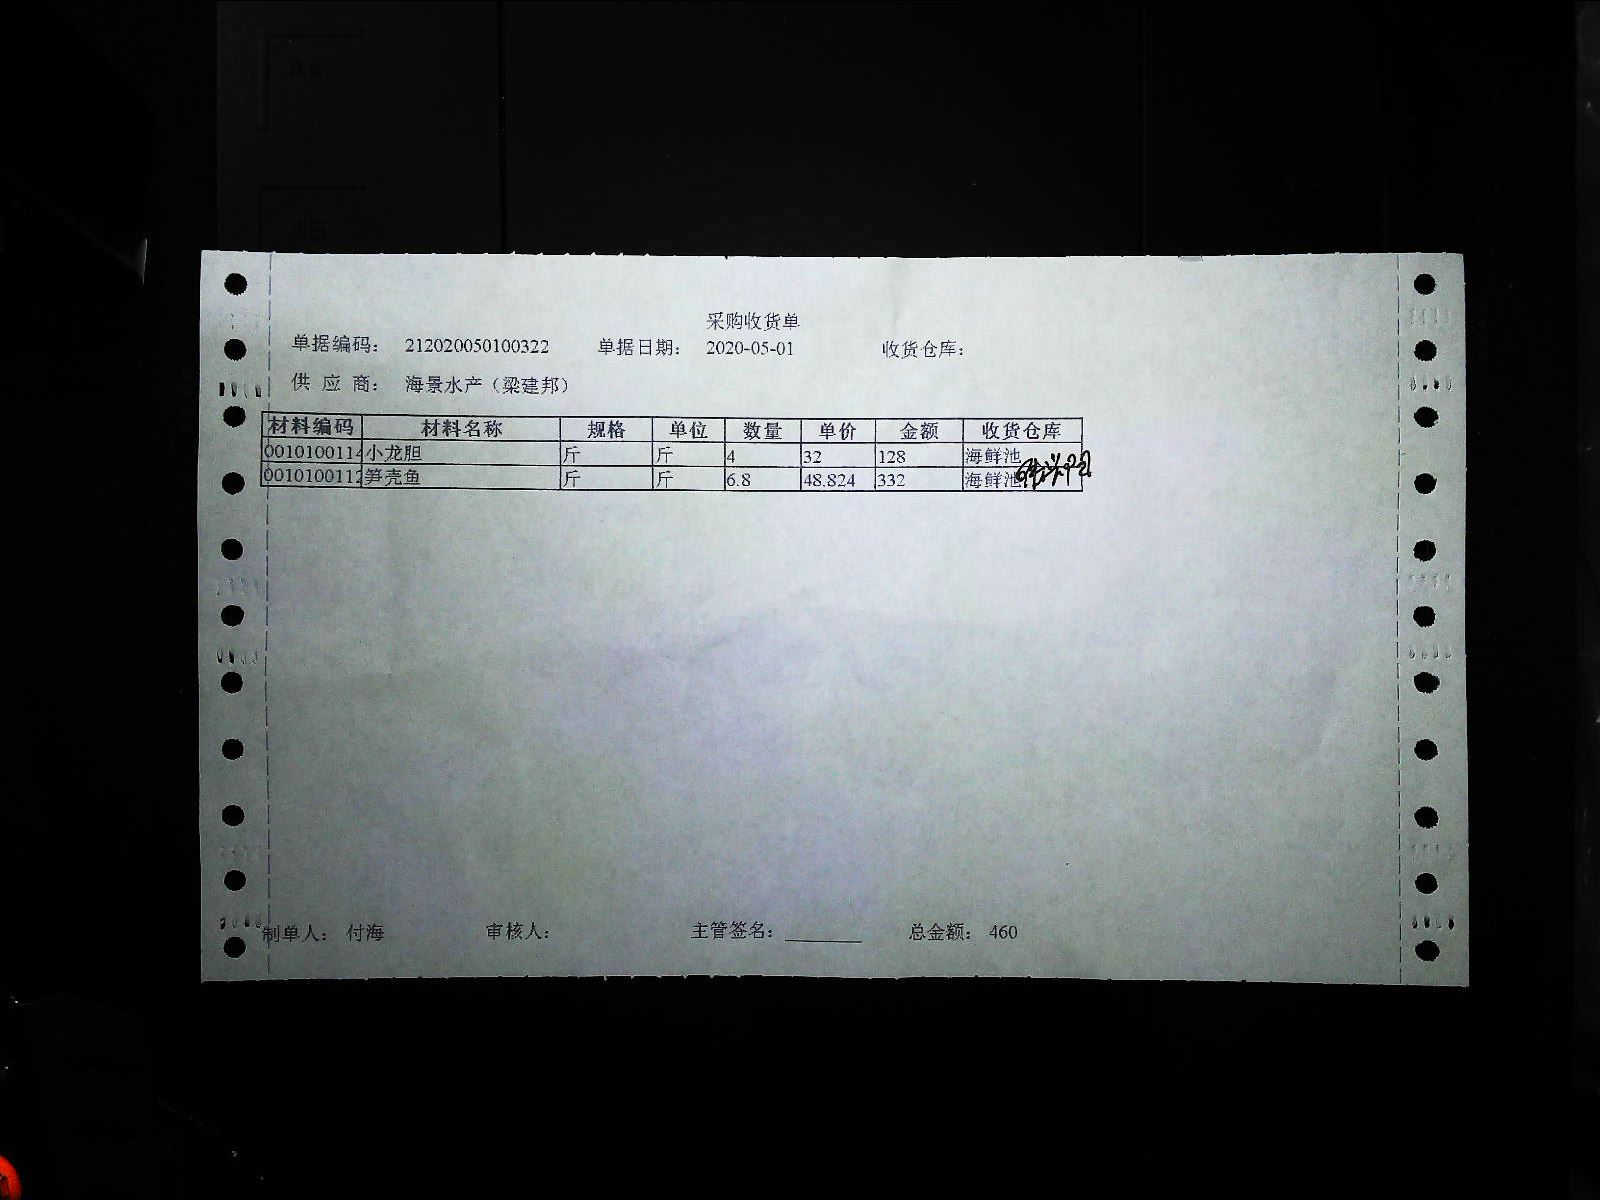 采购收货单
单据编码： 212020050100322 单据日期： 2020-05-01 收货仓库：
供 应 商： 海景水产（梁建邦）
材料编码 材料名称 规格 单位 数量 单价 金额 收货仓库
0010100114 小龙胆 斤 斤 4 32 128 海鲜池
0010100112 笋壳鱼 斤 斤 6.8 48.824 332 海鲜池
制单人： 付海 审核人： 主管签名： 总金额： 460